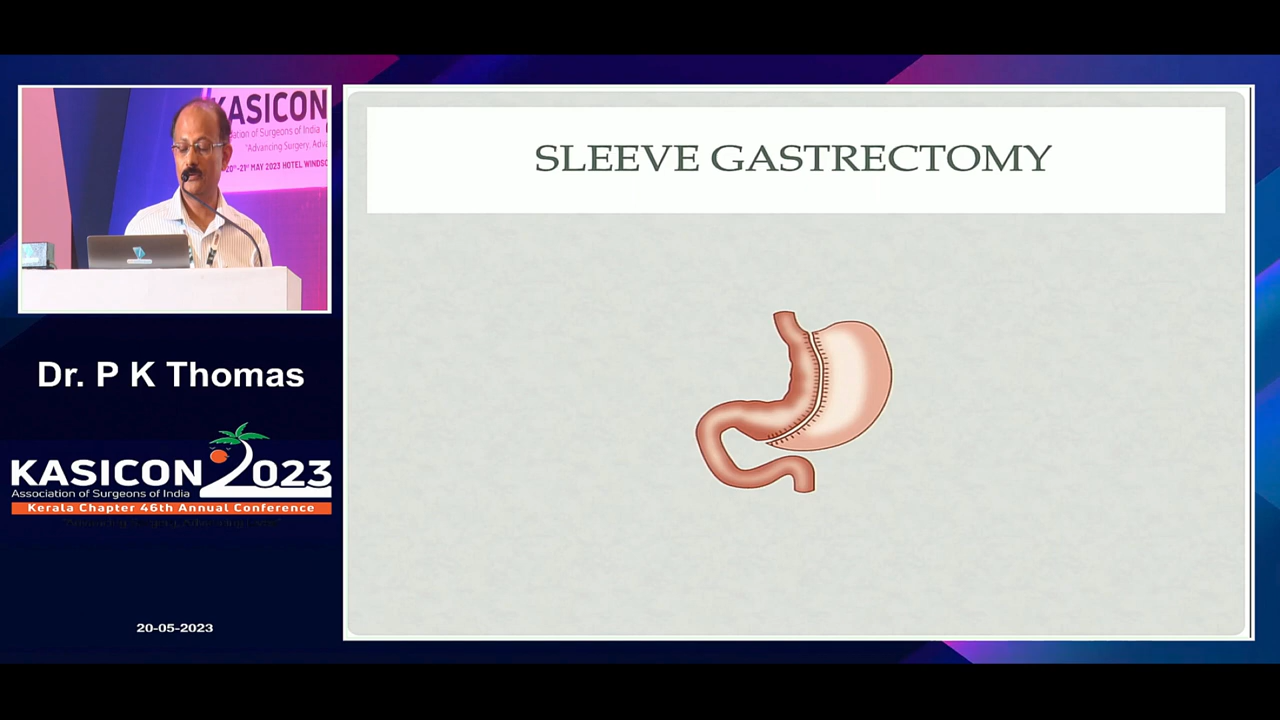 KASICON
ation of Surgeons of India
"Advancing Surgery: Adva
20th-21st MAY 2023 HOTEL WINDSO
SLEEVE GASTRECTOMY
Dr. P K Thomas
KASICON 2023
Association of Surgeons of India
Kerala Chapter 46th Annual Conference
20-05-2023